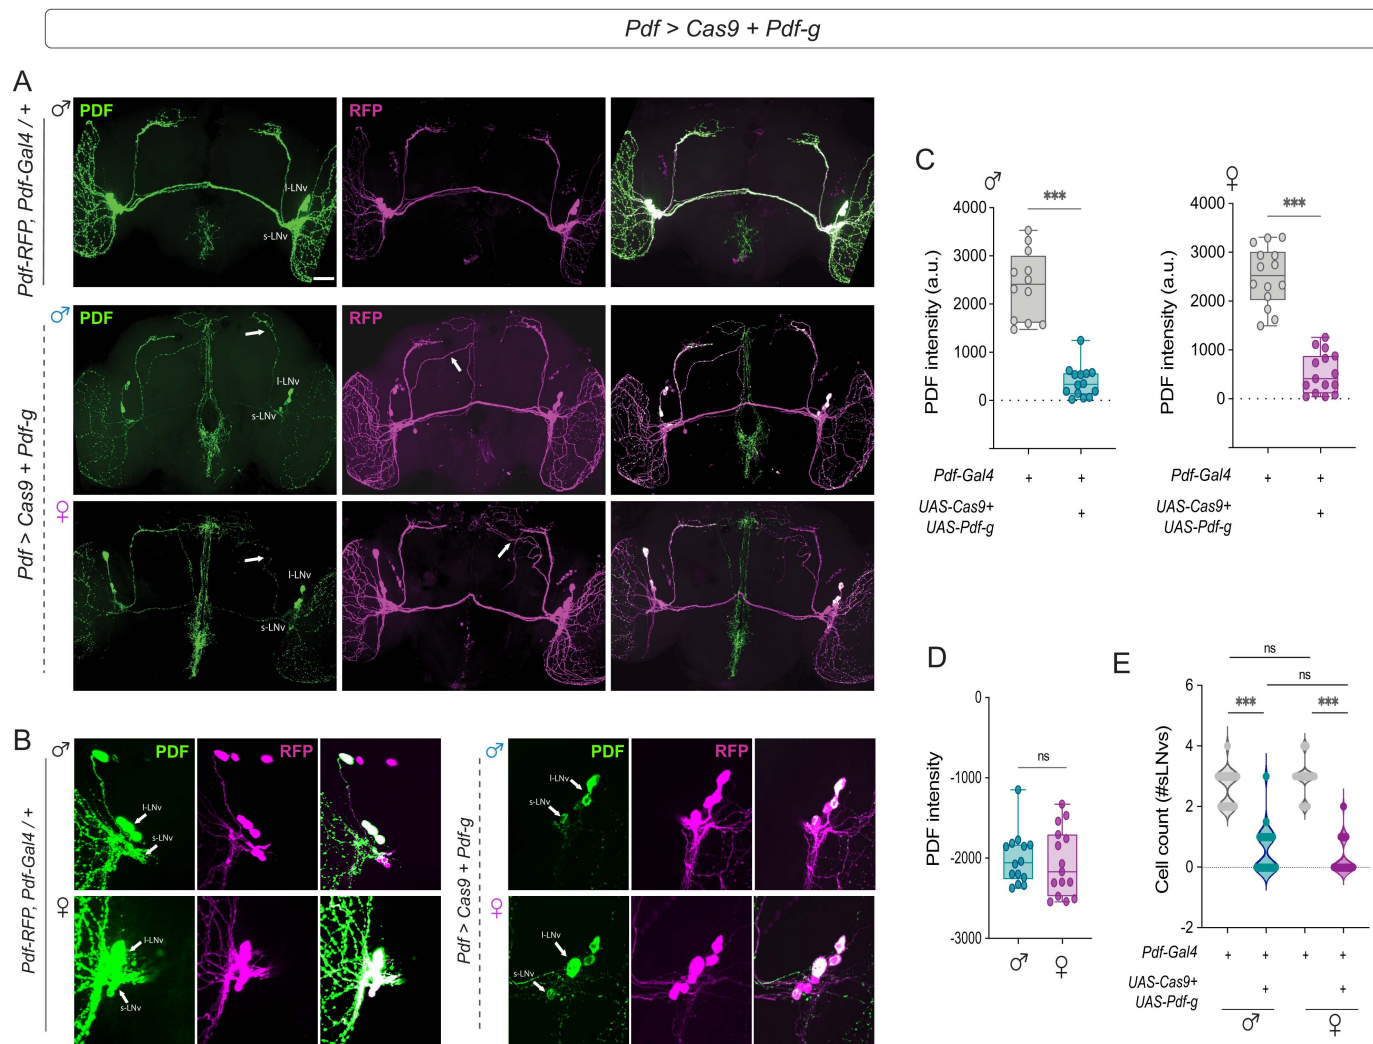 Pdf > Cas9 + Pdf-g
A
Pdf-RFP, Pdf-Gal4 / +
♂
PDF
RFP
l-LNv
s-LNv
Pdf > Cas9 + Pdf-g
♂
PDF
RFP
l-LNv
s-LNv
♀
l-LNv
s-LNv
B
Pdf-RFP, Pdf-Gal4 / +
♂
PDF
RFP
l-LNv
s-LNv
♀
l-LNv
s-LNv
Pdf > Cas9 + Pdf-g
♂
PDF
RFP
l-LNv
s-LNv
♀
l-LNv
s-LNv
C
♂
***
PDF intensity (a.u.)
4000
3000
2000
1000
0
Pdf-Gal4 + +
UAS-Cas9+
UAS-Pdf-g +
♀
***
PDF intensity (a.u.)
4000
3000
2000
1000
0
Pdf-Gal4 + +
UAS-Cas9+
UAS-Pdf-g +
D
PDF intensity
0
-1000
-2000
-3000
ns
♂ ♀
E
ns
ns
*** ***
Cell count (#sLNvs)
6
4
2
0
-2
Pdf-Gal4 + + + +
UAS-Cas9+
UAS-Pdf-g + +
♂ ♀